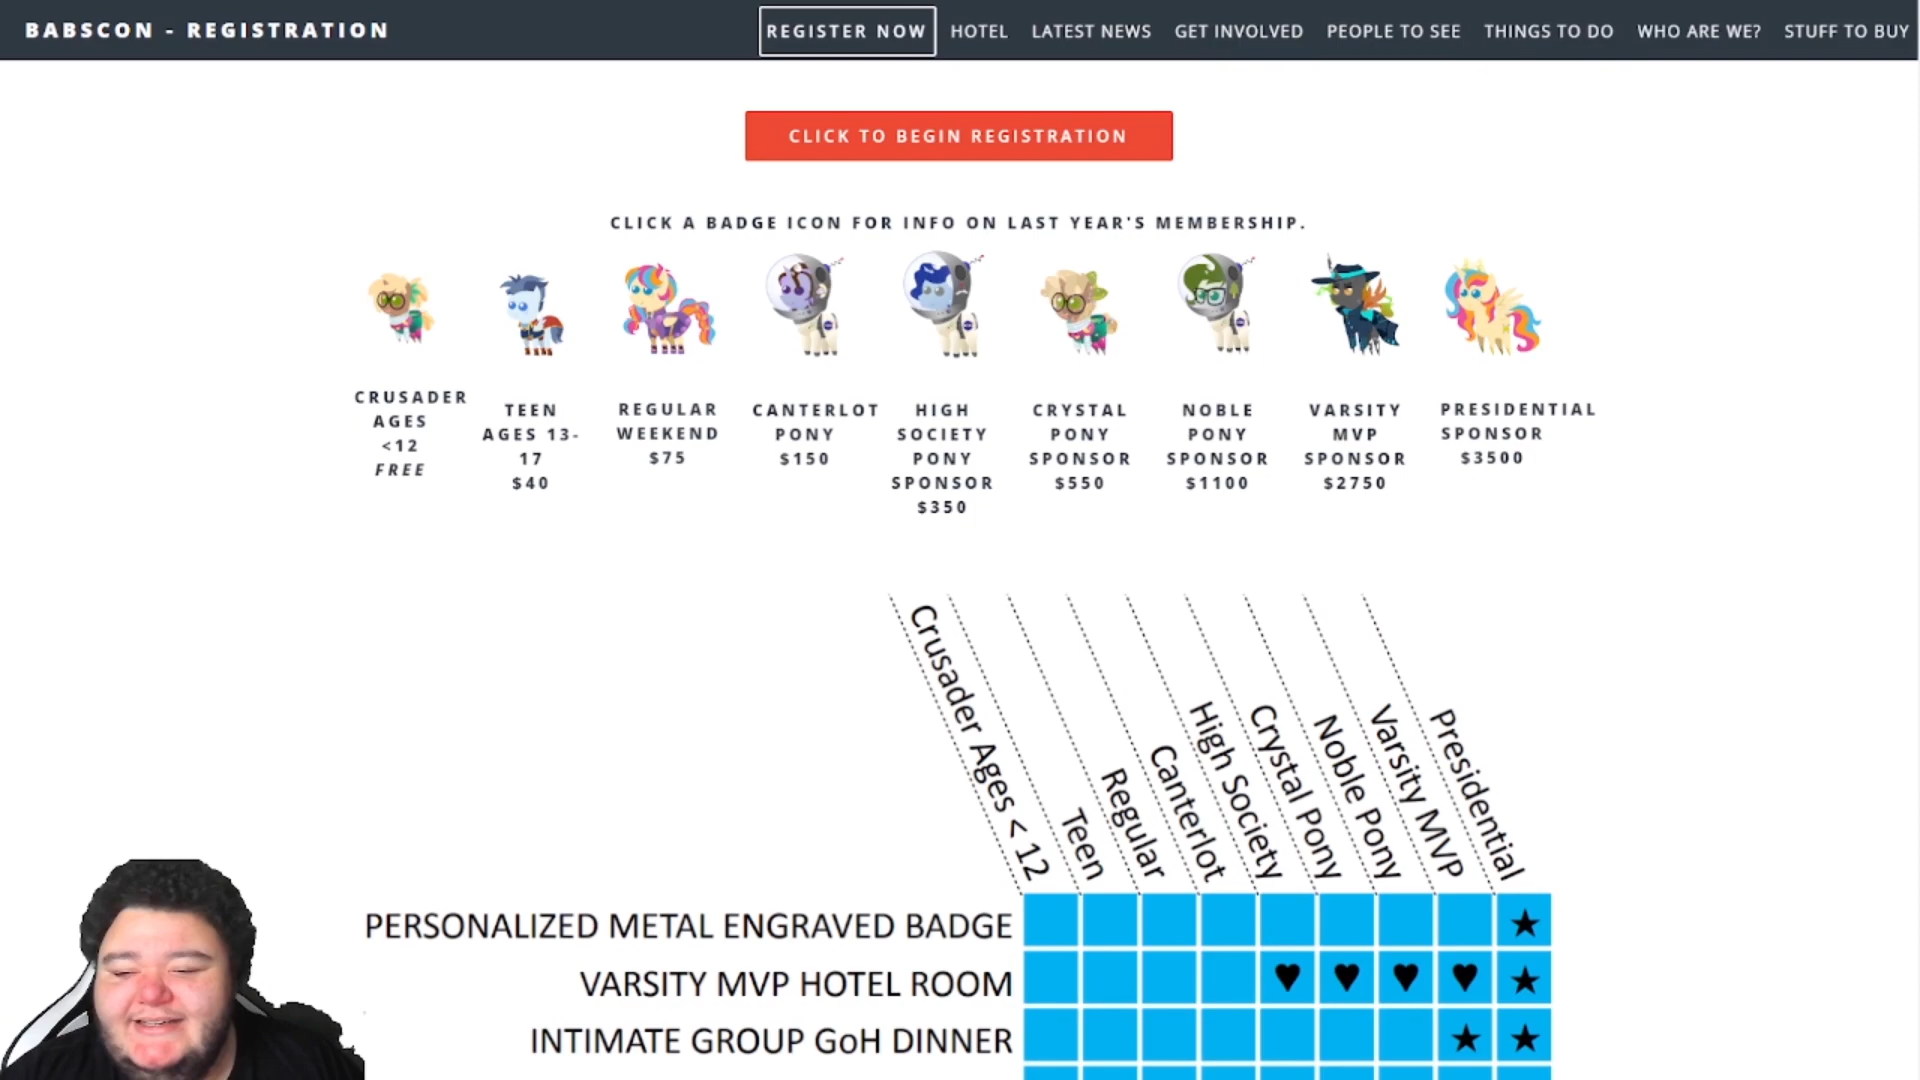 BABSCON - REGISTRATION
REGISTER NOW
HOTEL
LATEST NEWS
GET INVOLVED
PEOPLE TO SEE
THINGS TO DO
WHO ARE WE?
STUFF TO BUY
CLICK TO BEGIN REGISTRATION
CLICK A BADGE ICON FOR INFO ON LAST YEAR'S MEMBERSHIP.
CRUSADER
AGES
<12
FREE
TEEN
AGES 13-
17
$40
REGULAR
WEEKEND
$75
CANTERLOT
PONY
$150
HIGH
SOCIETY
PONY
SPONSOR
$350
CRYSTAL
PONY
SPONSOR
$550
NOBLE
PONY
SPONSOR
$1100
VARSITY
MVP
SPONSOR
$2750
PRESIDENTIAL
SPONSOR
$3500
Crusader Ages < 12
Teen
Regular
Canterlot
High Society
Crystal Pony
Noble Pony
Varsity MVP
Presidential
PERSONALIZED METAL ENGRAVED BADGE
VARSITY MVP HOTEL ROOM
INTIMATE GROUP GoH DINNER